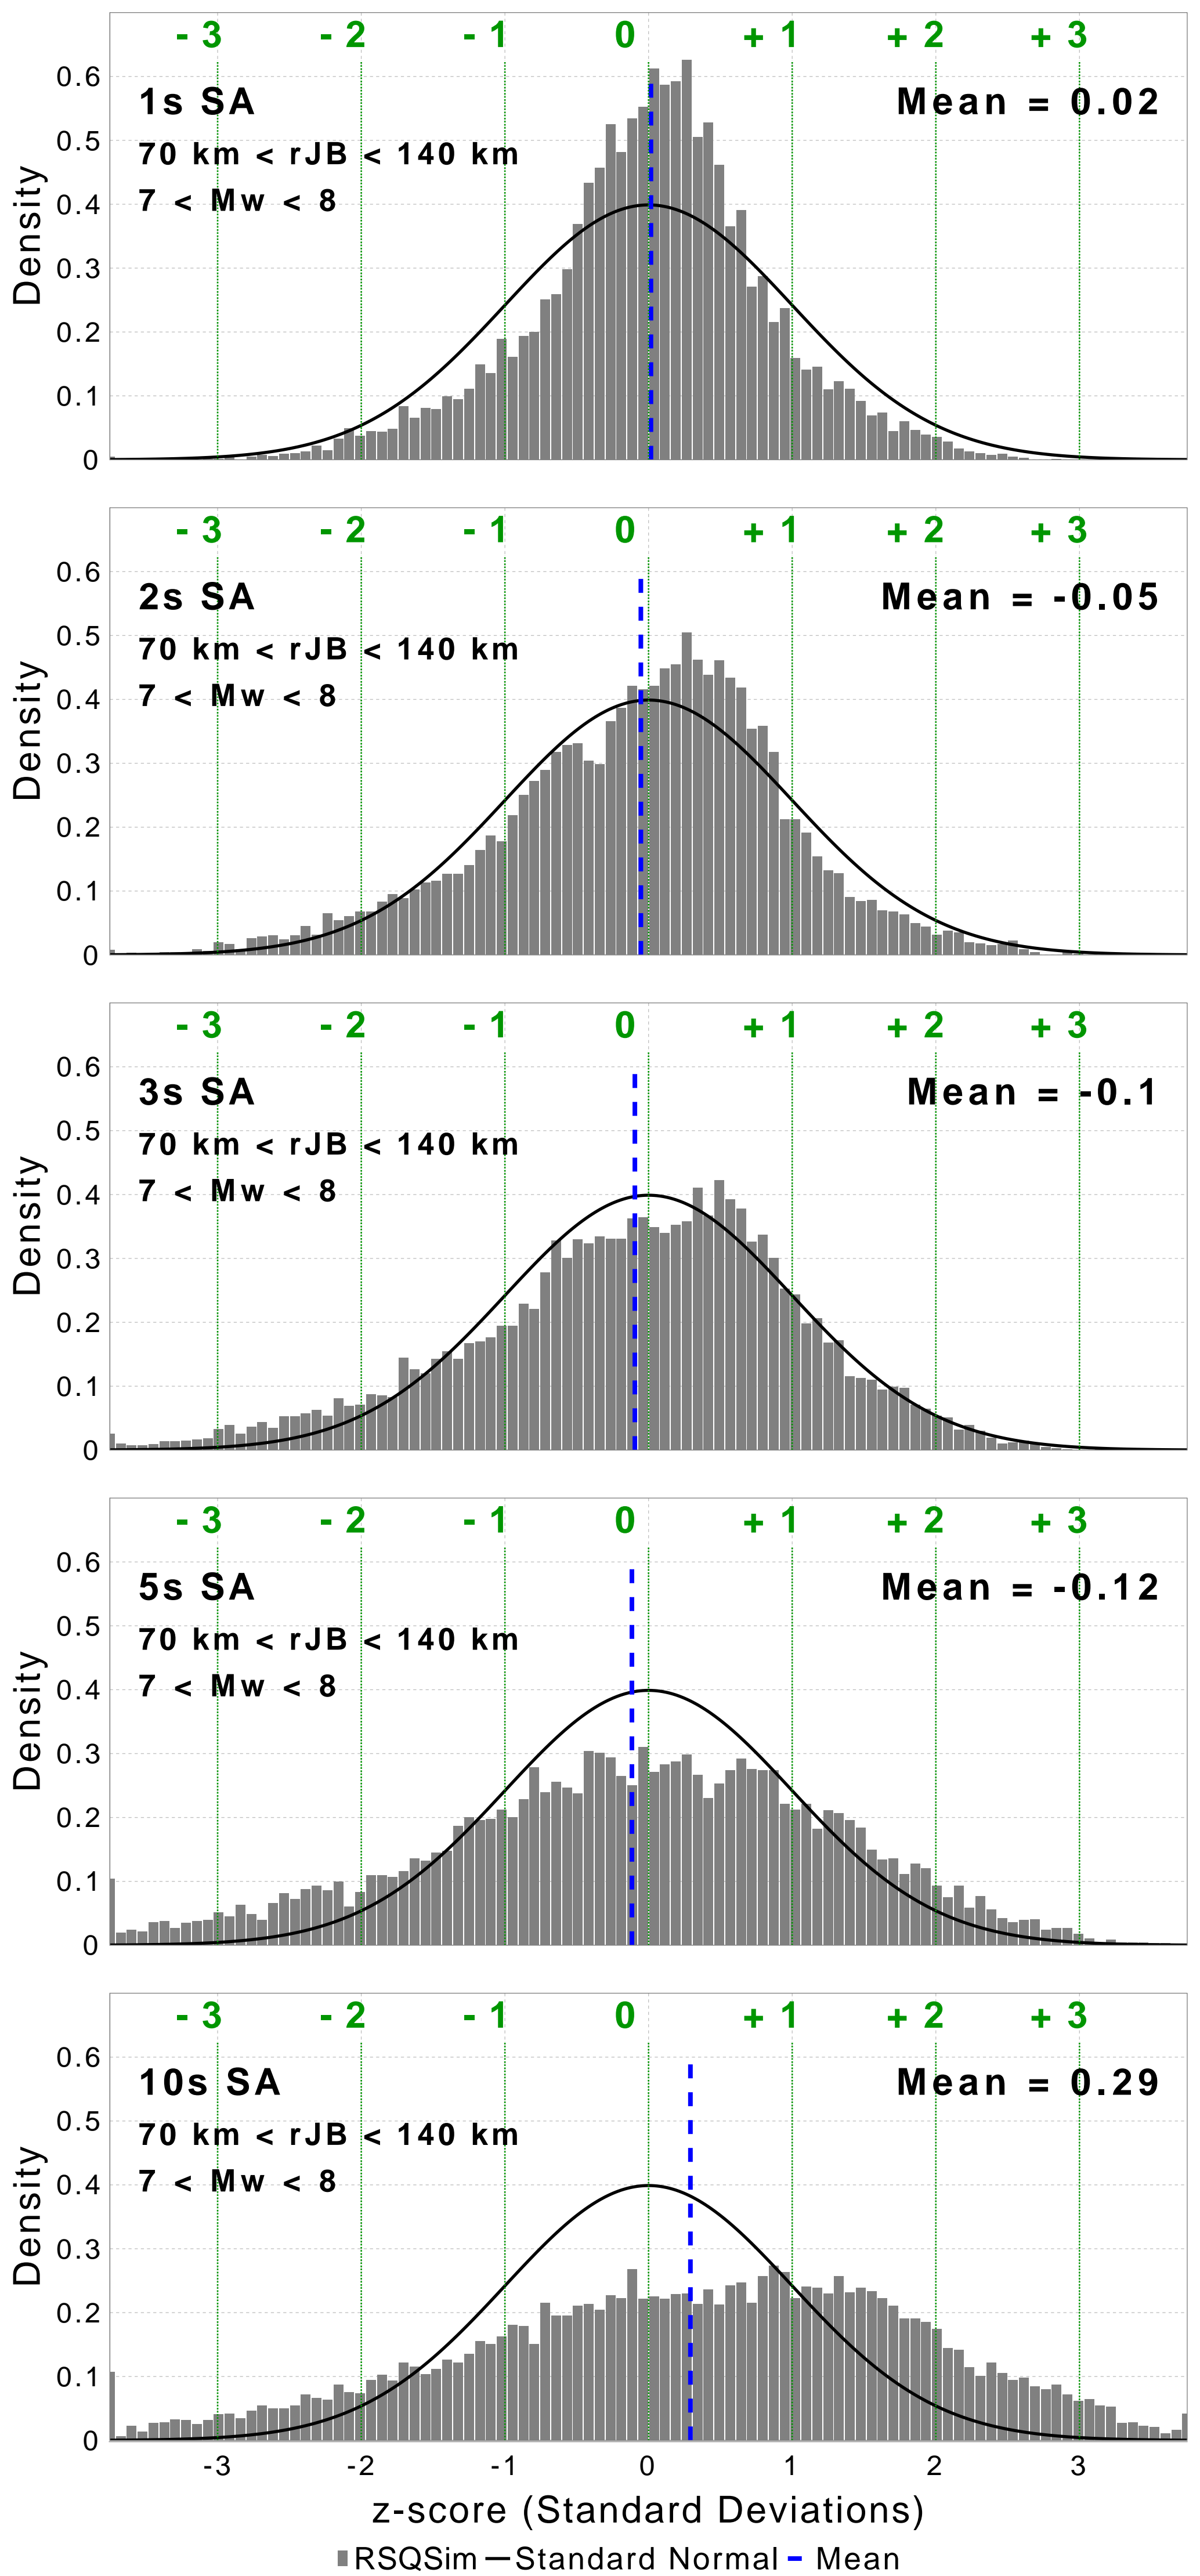 - 3 - 2 - 1 0 + 1 + 2 + 3
0.6
1s SA Mean = 0.02
0.5
70 km < rJB < 140 km
7 < Mw < 8
0.4
Density
0.3
0.2
0.1
0
- 3 - 2 - 1 0 + 1 + 2 + 3
0.6
2s SA Mean = -0.05
0.5
70 km < rJB < 140 km
7 < Mw < 8
0.4
Density
0.3
0.2
0.1
0
- 3 - 2 - 1 0 + 1 + 2 + 3
0.6
3s SA Mean = -0.1
0.5
70 km < rJB < 140 km
7 < Mw < 8
0.4
Density
0.3
0.2
0.1
0
- 3 - 2 - 1 0 + 1 + 2 + 3
0.6
5s SA Mean = -0.12
0.5
70 km < rJB < 140 km
7 < Mw < 8
0.4
Density
0.3
0.2
0.1
0
- 3 - 2 - 1 0 + 1 + 2 + 3
0.6
10s SA Mean = 0.29
0.5
70 km < rJB < 140 km
7 < Mw < 8
0.4
Density
0.3
0.2
0.1
0
-3 -2 -1 0 1 2 3
z-score (Standard Deviations)
RSQSim Standard Normal Mean